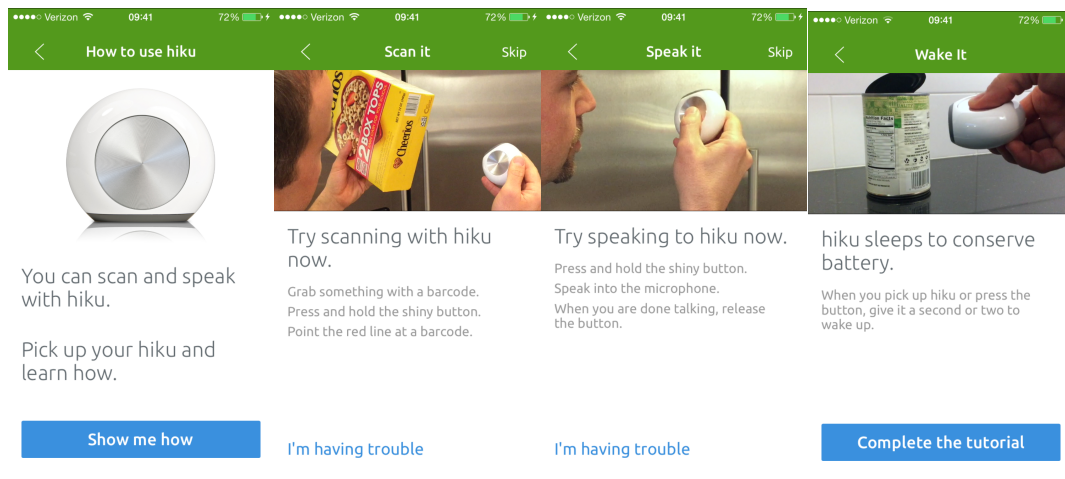 Verizon 09:41 72%
How to use hiku
You can scan and speak
with hiku.
Pick up your hiku and
learn how.
Show me how
Verizon 09:41 72%
Scan it Skip
Cheerios
2 BOX TOPS
Cheerios
Try scanning with hiku
now.
Grab something with a barcode.
Press and hold the shiny button.
Point the red line at a barcode.
I'm having trouble
Verizon 09:41 72%
Speak it Skip
Try speaking to hiku now.
Press and hold the shiny button.
Speak into the microphone.
When you are done talking, release
the button.
I'm having trouble
Verizon 09:41 72%
Wake It
Nutrition Facts
hiku sleeps to conserve
battery.
When you pick up hiku or press the
button, give it a second or two to
wake up.
Complete the tutorial